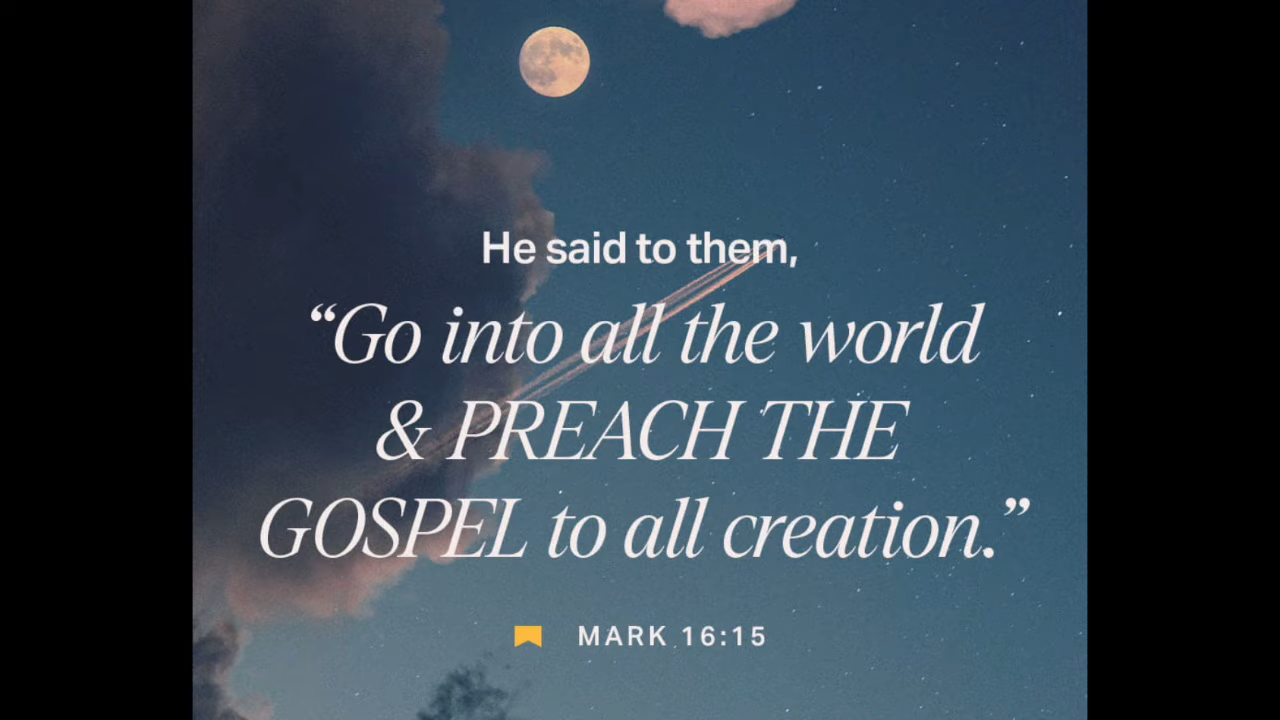 He said to them,
“Go into all the world
& PREACH THE
GOSPEL to all creation.”
MARK 16:15